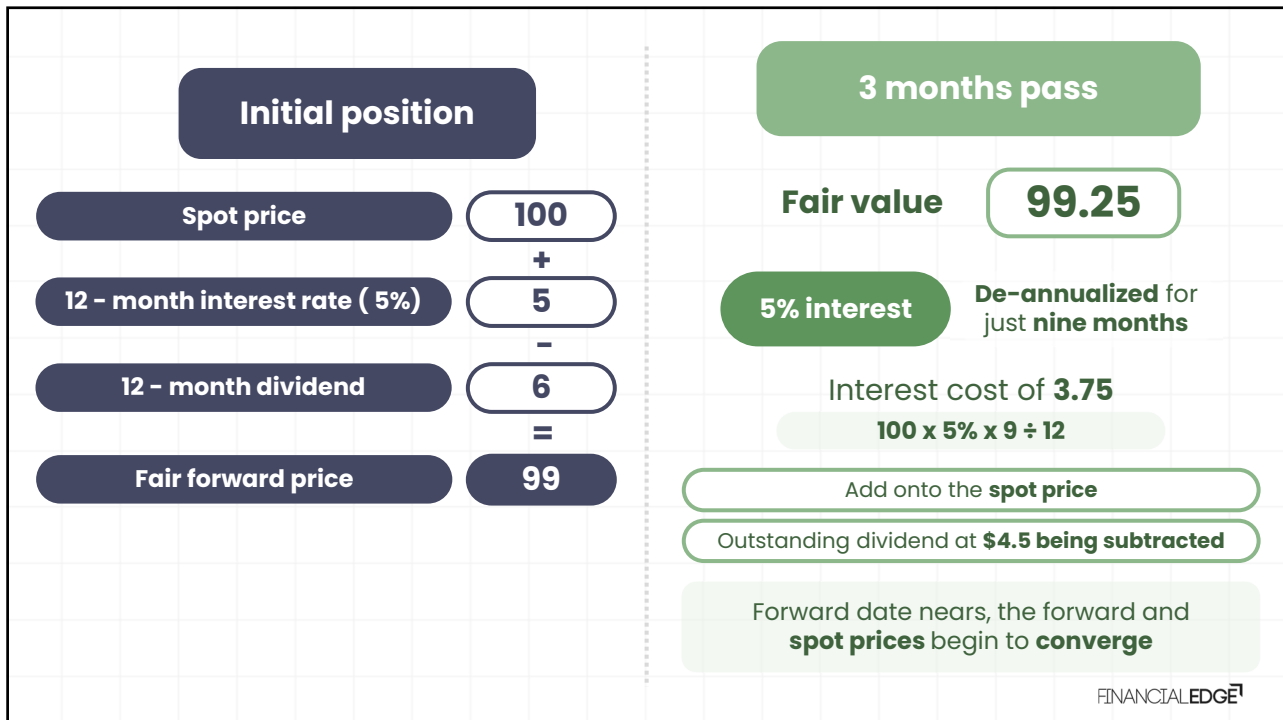 Initial position
Spot price
100
+
12 - month interest rate ( 5%)
5
-
12 - month dividend
6
=
Fair forward price
99
3 months pass
Fair value
99.25
5% interest
De-annualized for
just nine months
Interest cost of 3.75
100 x 5% x 9 ÷ 12
Add onto the spot price
Outstanding dividend at $4.5 being subtracted
Forward date nears, the forward and
spot prices begin to converge
FINANCIALEDGE